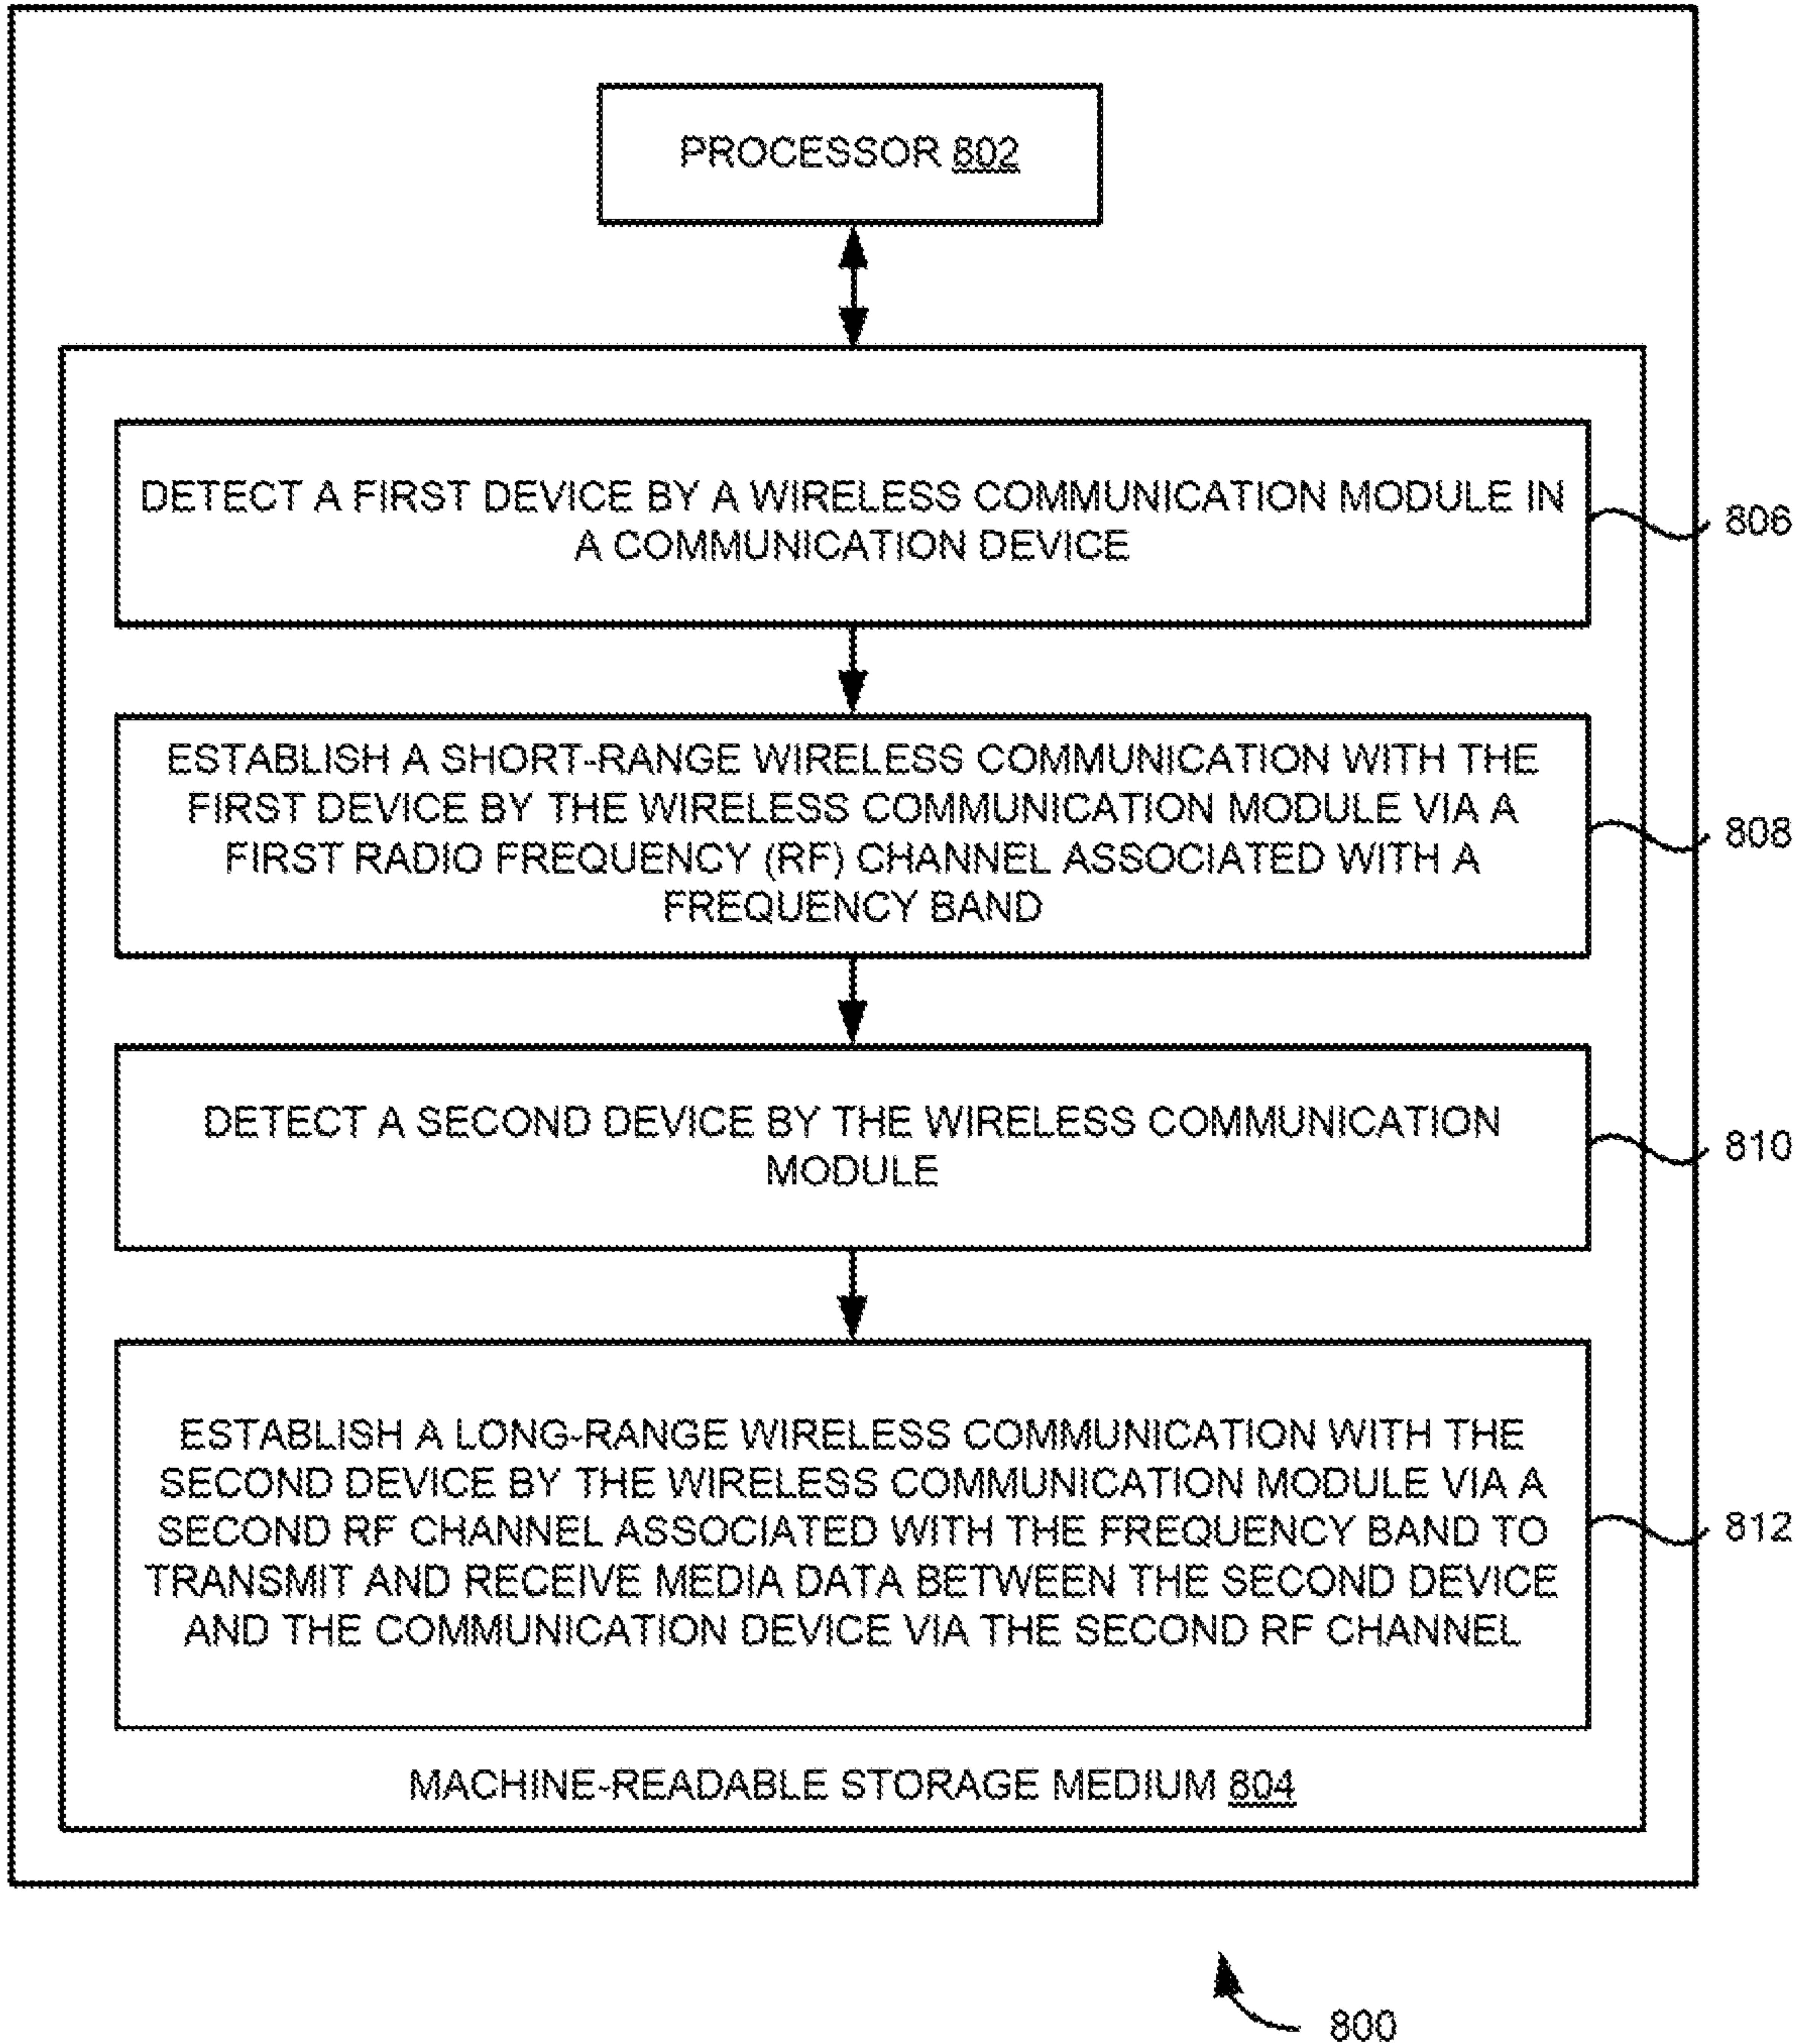 PROCESSOR 802
DETECT A FIRST DEVICE BY A WIRELESS COMMUNICATION MODULE IN
A COMMUNICATION DEVICE
806
ESTABLISH A SHORT-RANGE WIRELESS COMMUNICATION WITH THE
FIRST DEVICE BY THE WIRELESS COMMUNICATION MODULE VIA A
FIRST RADIO FREQUENCY (RF) CHANNEL ASSOCIATED WITH A
FREQUENCY BAND
808
DETECT A SECOND DEVICE BY THE WIRELESS COMMUNICATION
MODULE
810
ESTABLISH A LONG-RANGE WIRELESS COMMUNICATION WITH THE
SECOND DEVICE BY THE WIRELESS COMMUNICATION MODULE VIA A
SECOND RF CHANNEL ASSOCIATED WITH THE FREQUENCY BAND TO
TRANSMIT AND RECEIVE MEDIA DATA BETWEEN THE SECOND DEVICE
AND THE COMMUNICATION DEVICE VIA THE SECOND RF CHANNEL
812
MACHINE-READABLE STORAGE MEDIUM 804
800